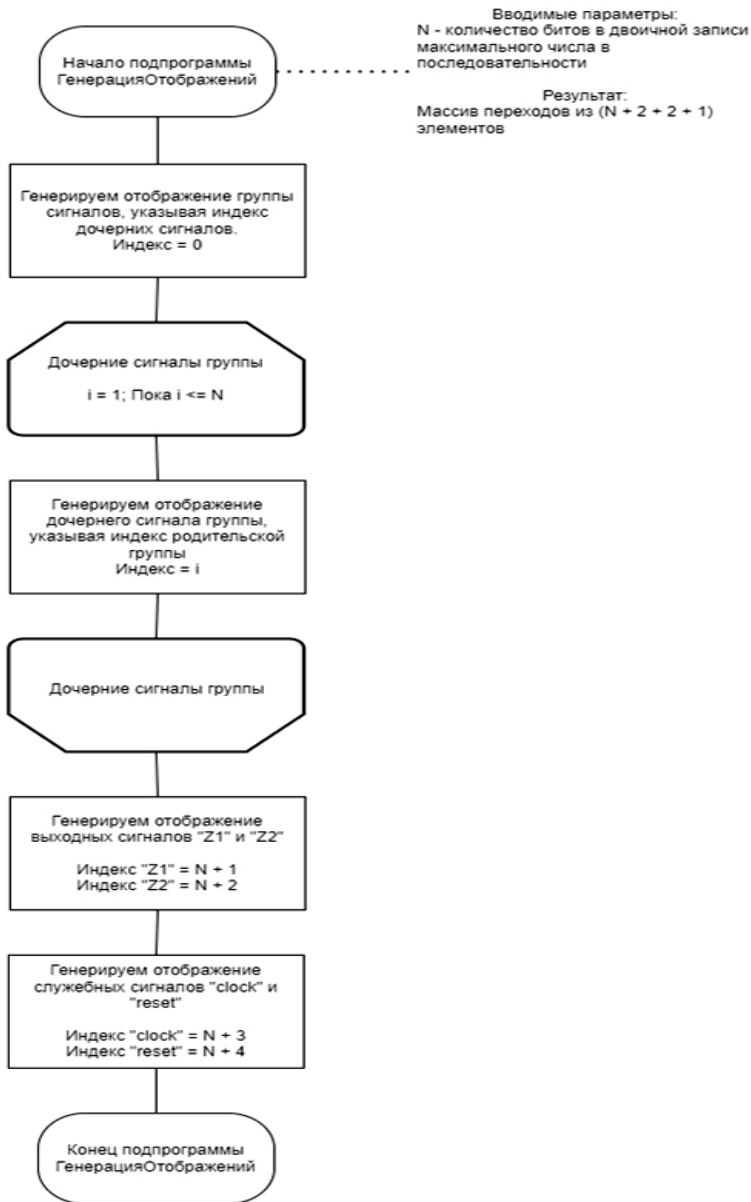 Вводимые параметры:
N - количество битов в двоичной записи
максимального числа в
последовательности
Результат:
Массив переходов из (N + 2 + 2 + 1)
элементов
Начало подпрограммы
ГенерацияОтображений
Генерируем отображение группы
сигналов, указывая индекс
дочерних сигналов.
Индекс = 0
Дочерние сигналы группы
i = 1; Пока i <= N
Генерируем отображение
дочернего сигнала группы,
указывая индекс родительской
группы
Индекс = i
Дочерние сигналы группы
Генерируем отображение
выходных сигналов "Z1" и "Z2"
Индекс "Z1" = N + 1
Индекс "Z2" = N + 2
Генерируем отображение
служебных сигналов "clock" и
"reset"
Индекс "clock" = N + 3
Индекс "reset" = N + 4
Конец подпрограммы
ГенерацияОтображений